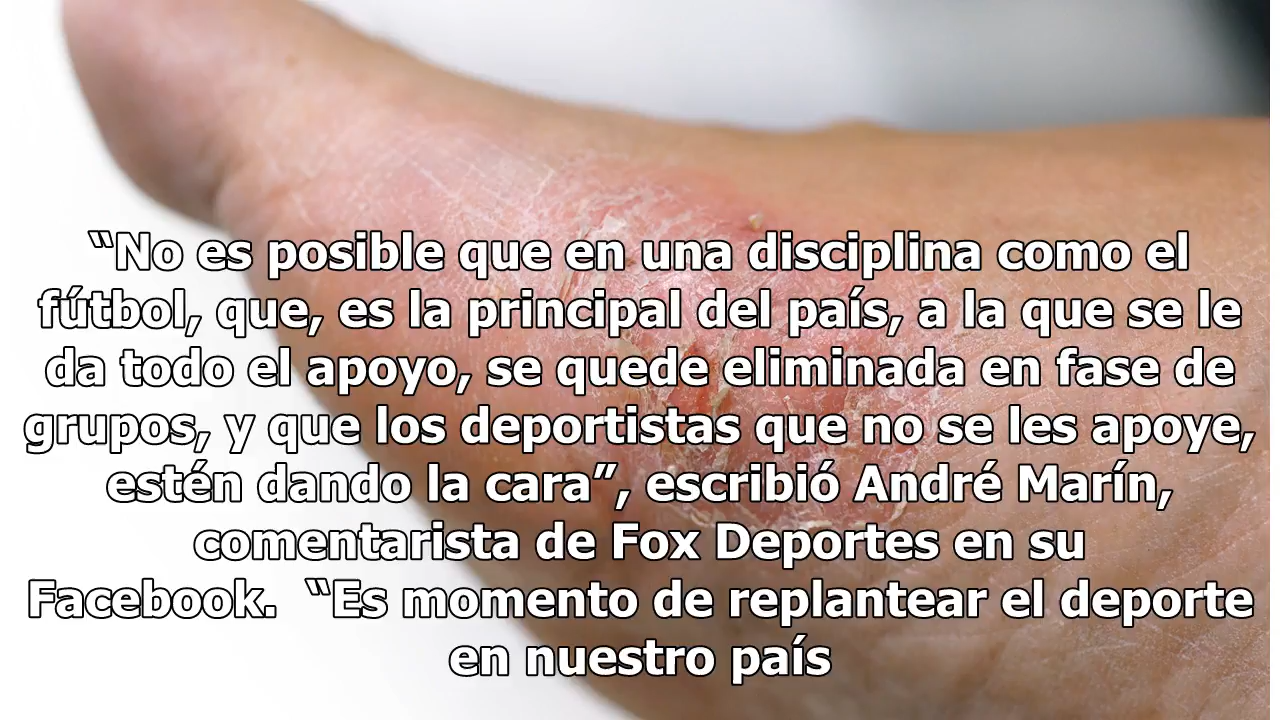 “No es posible que en una disciplina como el
fútbol, que, es la principal del país, a la que se le
da todo el apoyo, se quede eliminada en fase de
grupos, y que los deportistas que no se les apoye,
estén dando la cara”, escribió André Marín,
comentarista de Fox Deportes en su
Facebook.  “Es momento de replantear el deporte
en nuestro país